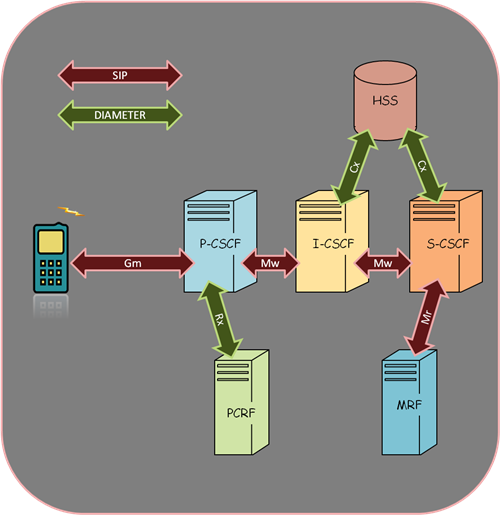 SIP
DIAMETER
HSS
Cx
Cx
P-CSCF
I-CSCF
S-CSCF
Gm
Mw
Mw
Rx
Mr
PCRF
MRF